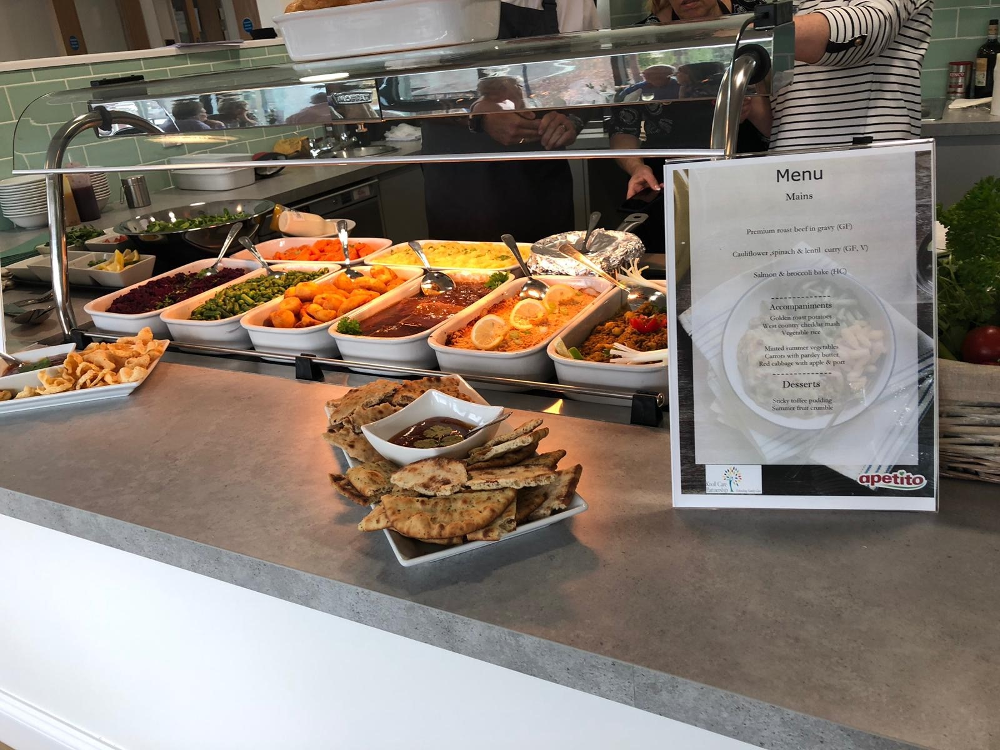 MOFFAT
Menu
Mains
Premium roast beef in gravy (GF)
Cauliflower ,spinach & lentil curry (GF, V)
Salmon & broccoli bake (HC)
Accompaniments
Golden roast potatoes
West country cheddar mash
Vegetable rice
Minted summer vegetables
Carrots with parsley butter
Red cabbage with apple & port
Desserts
Sticky toffee pudding
Summer fruit crumble
Knoll Care
Partnership
apetito